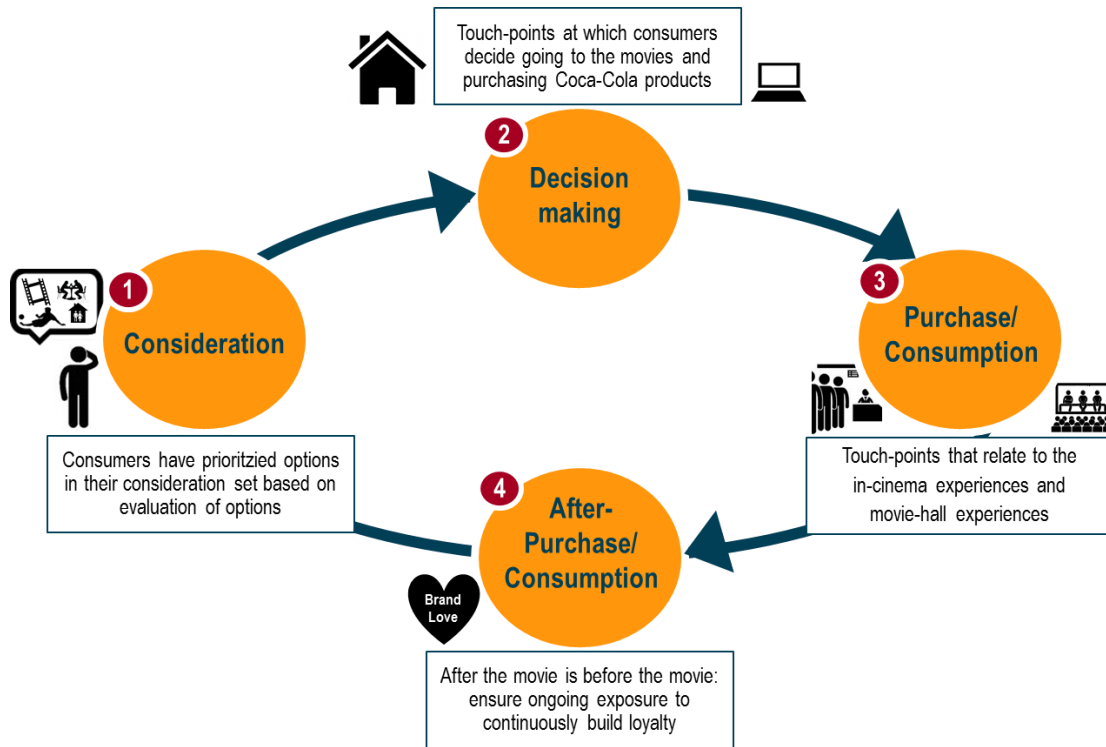 Touch-points at which consumers
decide going to the movies and
purchasing Coca-Cola products
2
Decision
making
1
Consideration
3
Purchase/
Consumption
Consumers have prioritzied options
in their consideration set based on
evaluation of options
Touch-points that relate to the
in-cinema experiences and
movie-hall experiences
4
After-
Purchase/
Consumption
Brand
Love
After the movie is before the movie:
ensure ongoing exposure to
continuously build loyalty